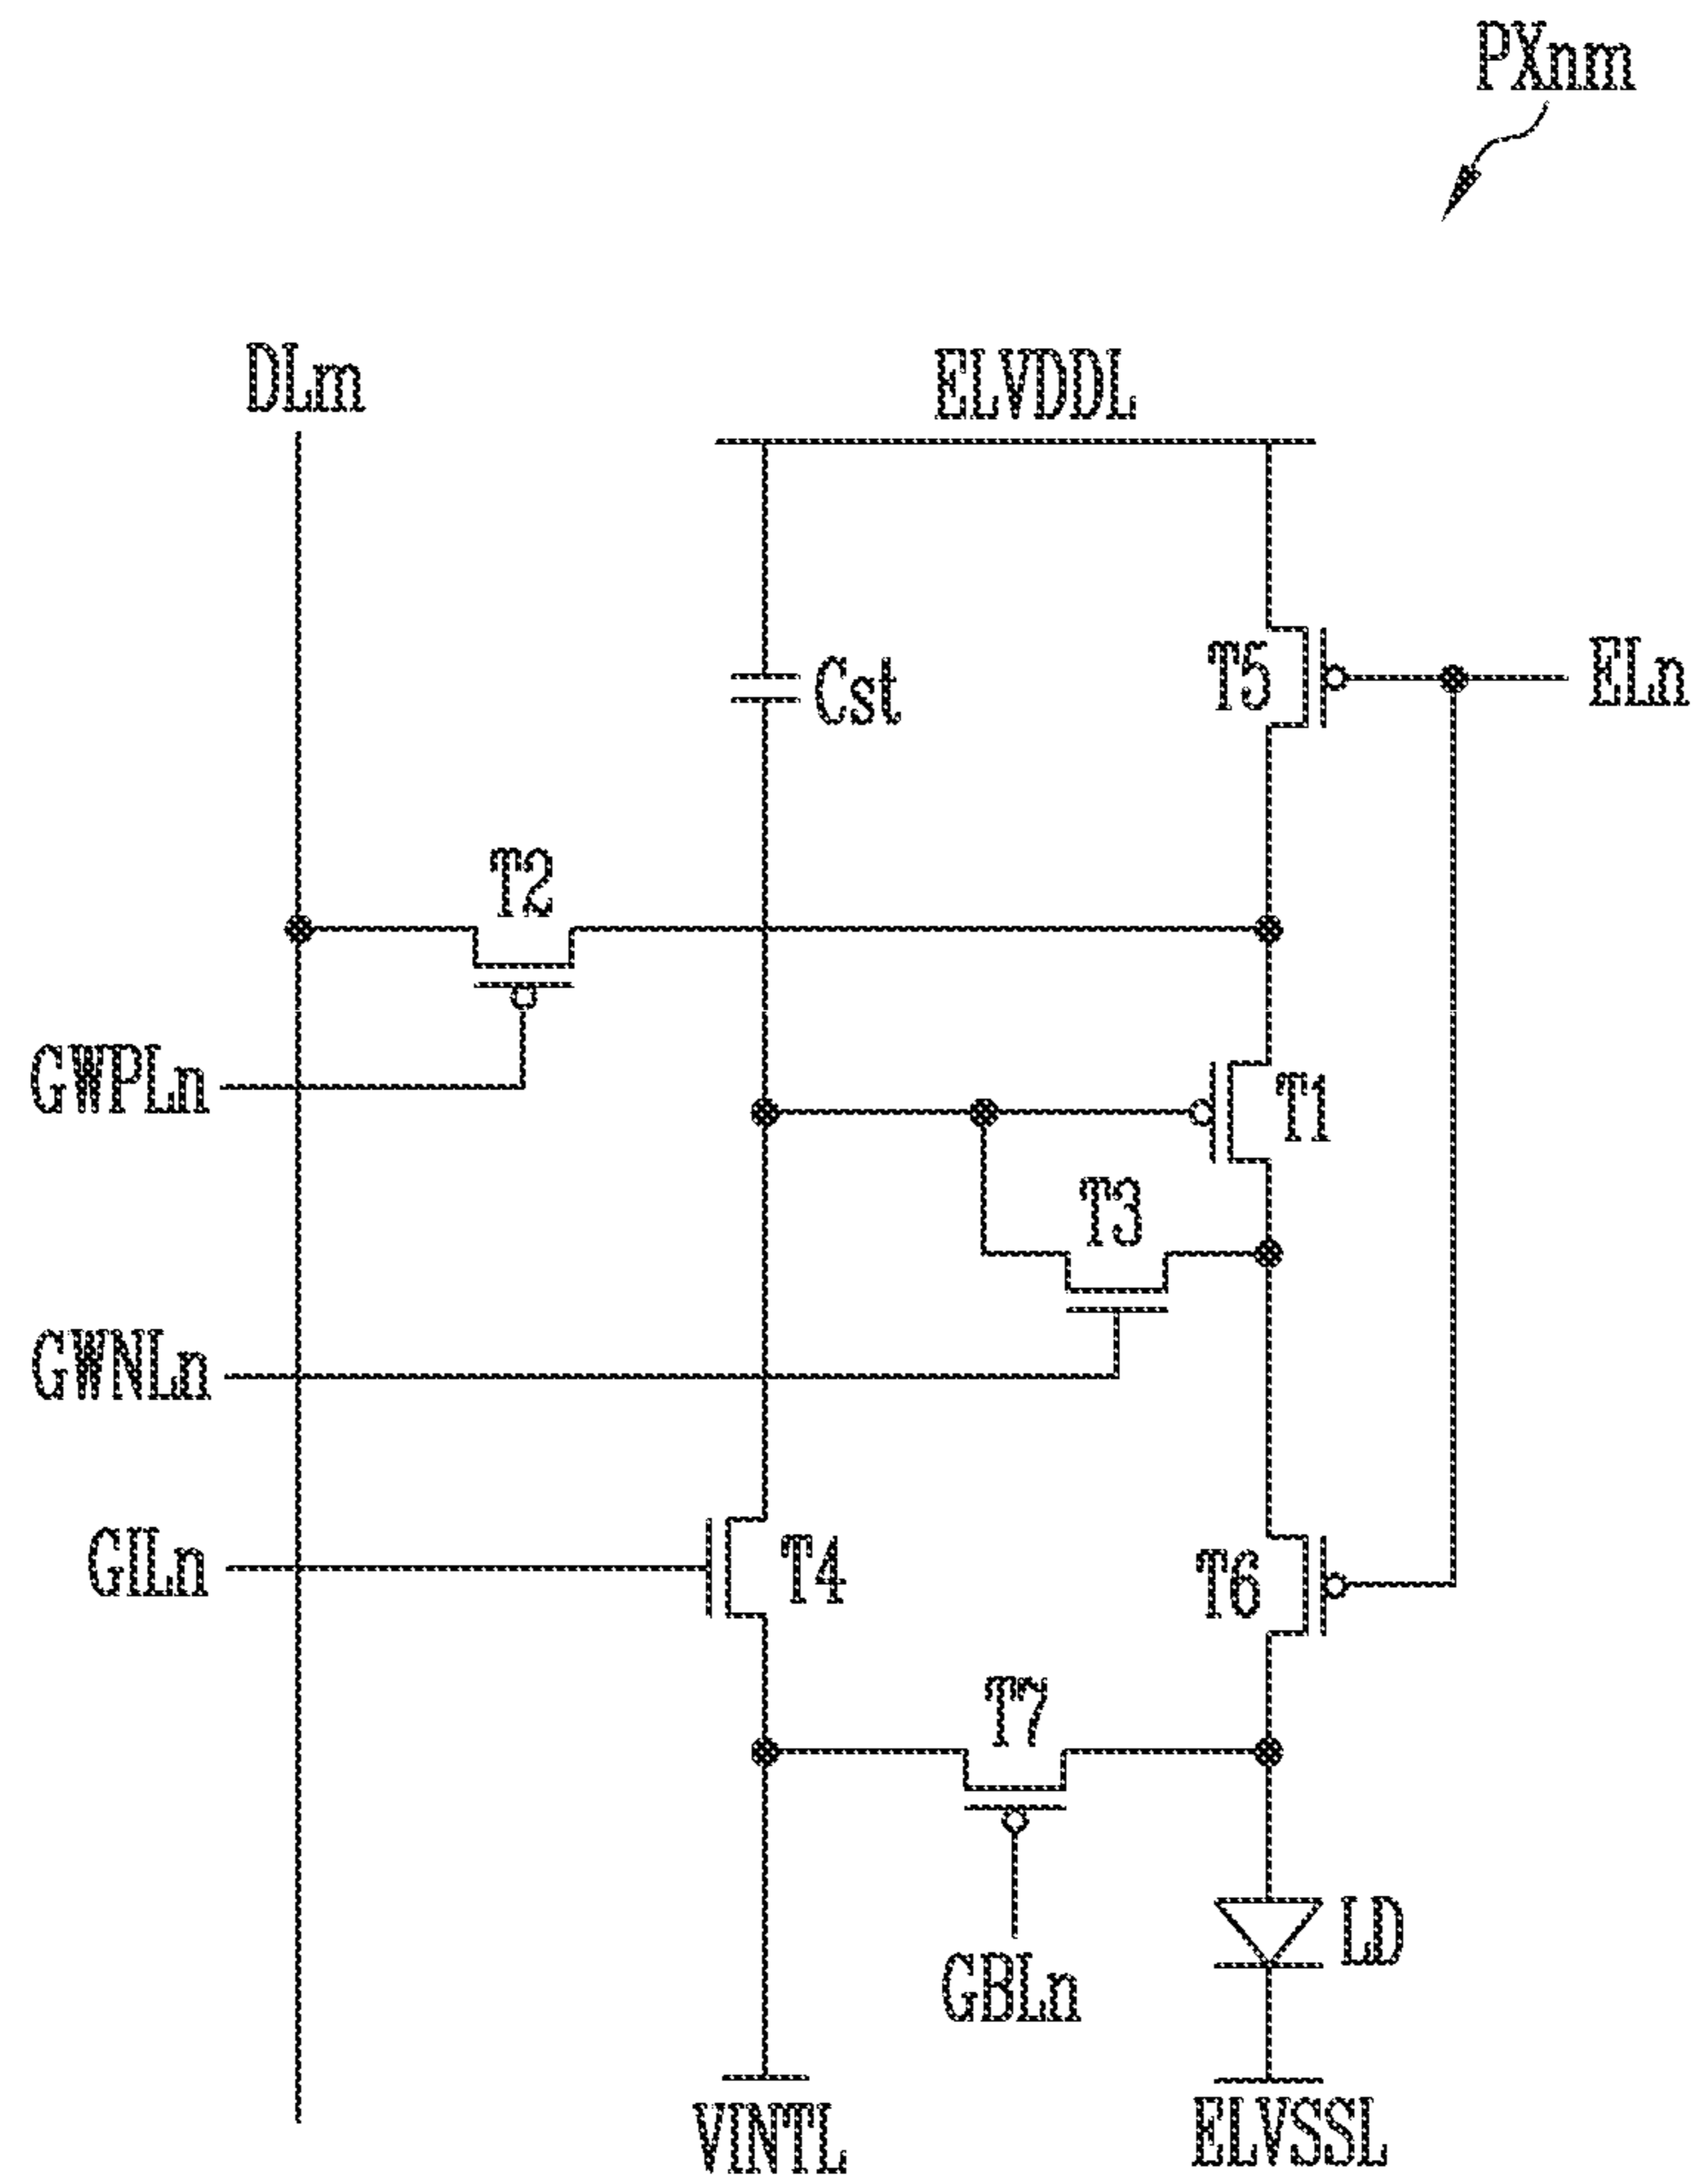 PXnm
DLm
ELVDDL
T5
ELn
Cst
T2
GWPLn
T1
T3
GWNLn
GILn
T4
T6
T7
LD
GBLn
VINTL
ELVSSL